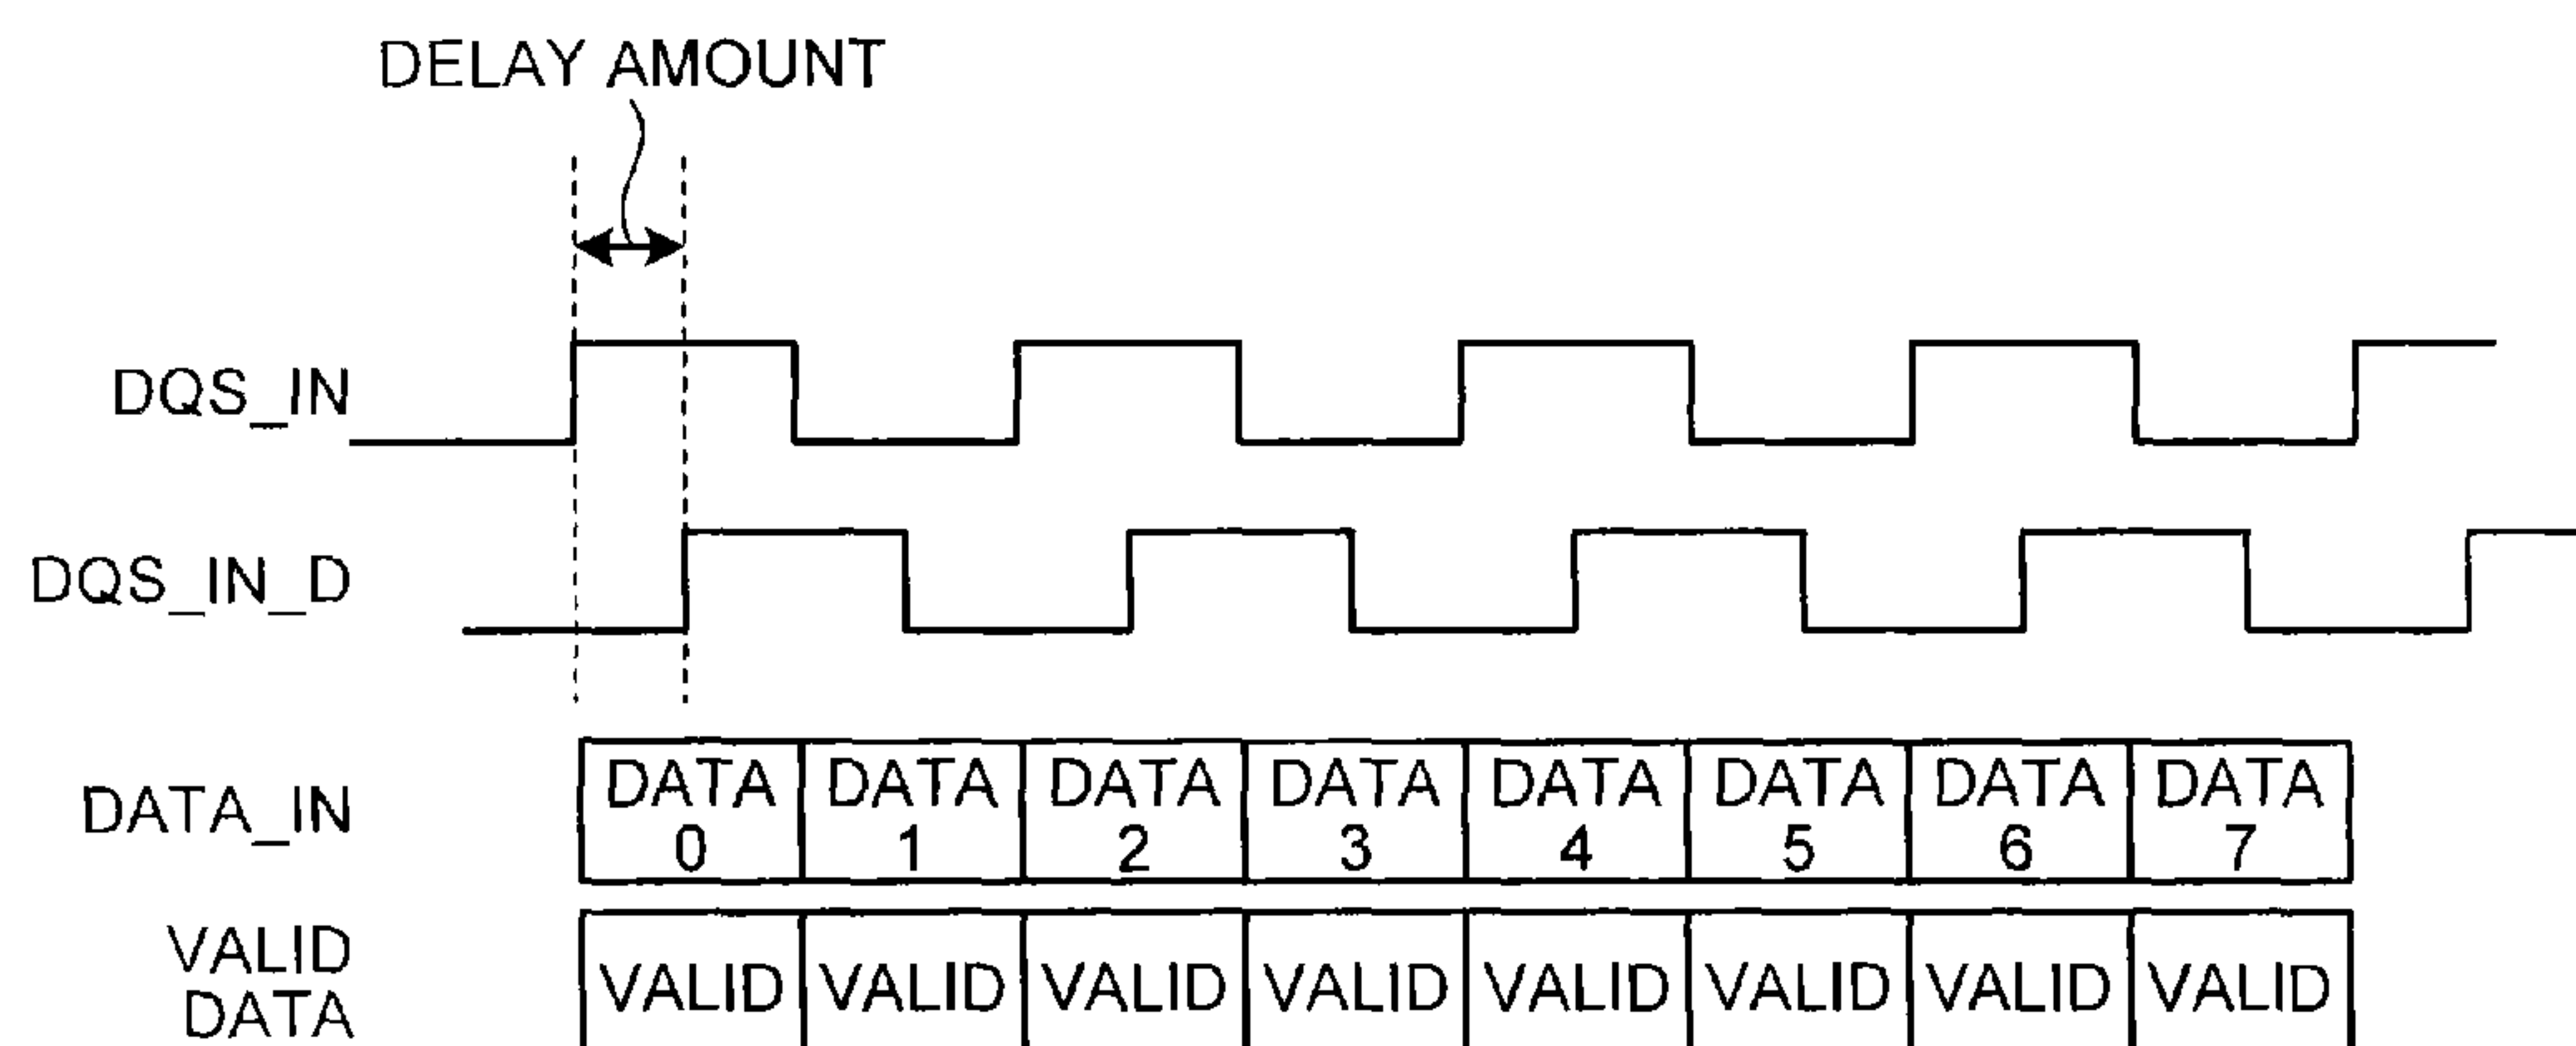 DELAY AMOUNT
DQS_IN
DQS_IN_D
DATA_IN
DATA 0
DATA 1
DATA 2
DATA 3
DATA 4
DATA 5
DATA 6
DATA 7
VALID
DATA
VALID VALID VALID VALID VALID VALID VALID VALID